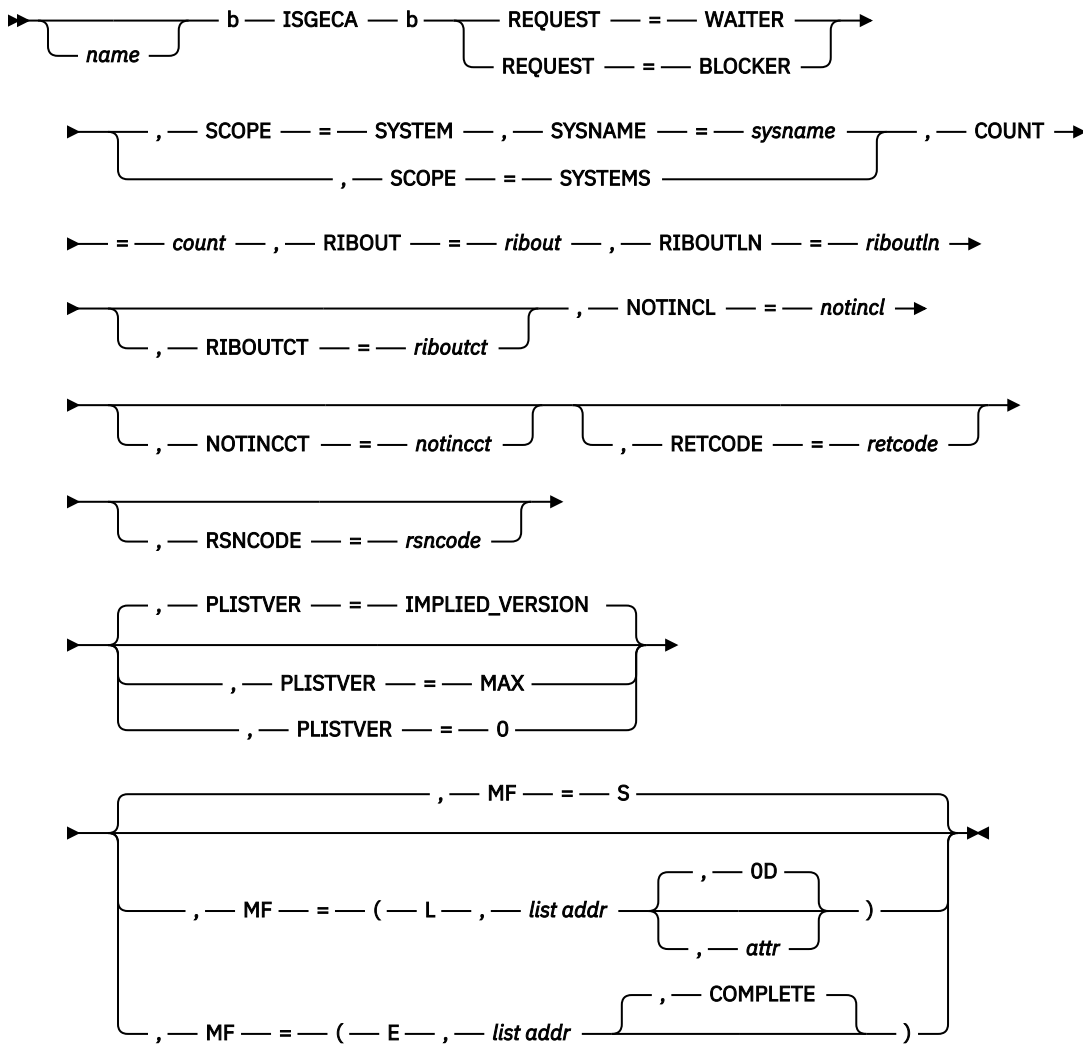 b ISGECA b REQUEST = WAITER
name
REQUEST = BLOCKER
, SCOPE = SYSTEM , SYSNAME = sysname , COUNT
, SCOPE = SYSTEMS
= count , RIBOUT = ribout , RIBOUTLN = riboutln
, NOTINCL = notincl
, RIBOUTCT = riboutct
, NOTINCCT = notincct , RETCODE = retcode
, RSNCODE = rsncode
, PLISTVER = IMPLIED_VERSION
, PLISTVER = MAX
, PLISTVER = 0
, MF = S
, 0D
, MF = ( L , list addr )
, attr
, COMPLETE
, MF = ( E , list addr )